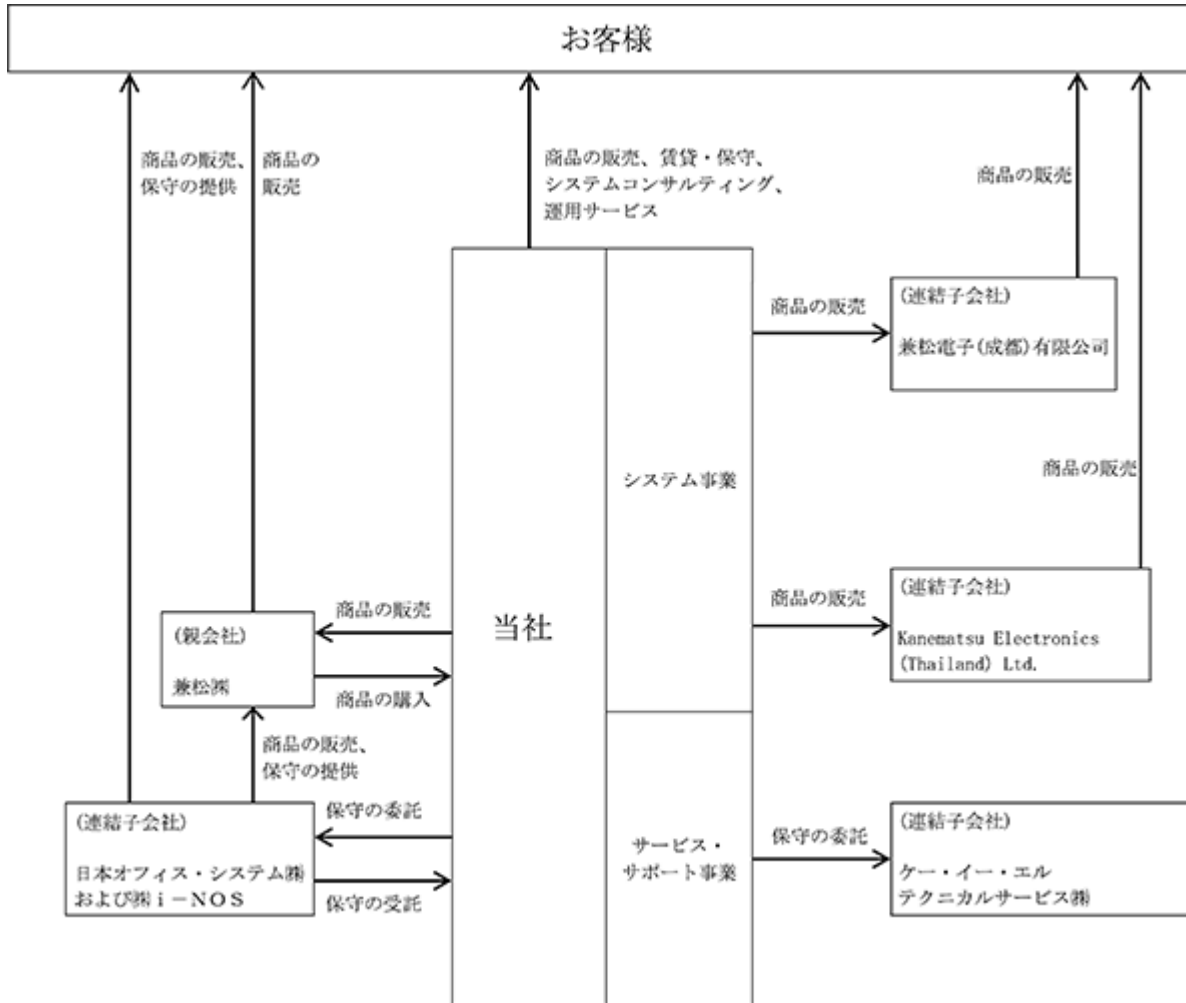 お客様
商品の販売、
保守の提供
商品の
販売
商品の販売、賃貸・保守、
システムコンサルティング、
運用サービス
商品の販売
商品の販売
(連結子会社)
兼松電子(成都)有限公司
商品の販売
システム事業
商品の販売
(連結子会社)
Kanematsu Electronics
(Thailand) Ltd.
当社
商品の販売
(親会社)
兼松㈱
商品の購入
商品の販売、
保守の提供
(連結子会社)
日本オフィス・システム㈱
および㈱ｉ－ＮＯＳ
保守の委託
保守の受託
サービス・
サポート事業
保守の委託
(連結子会社)
ケー・イー・エル
テクニカルサービス㈱